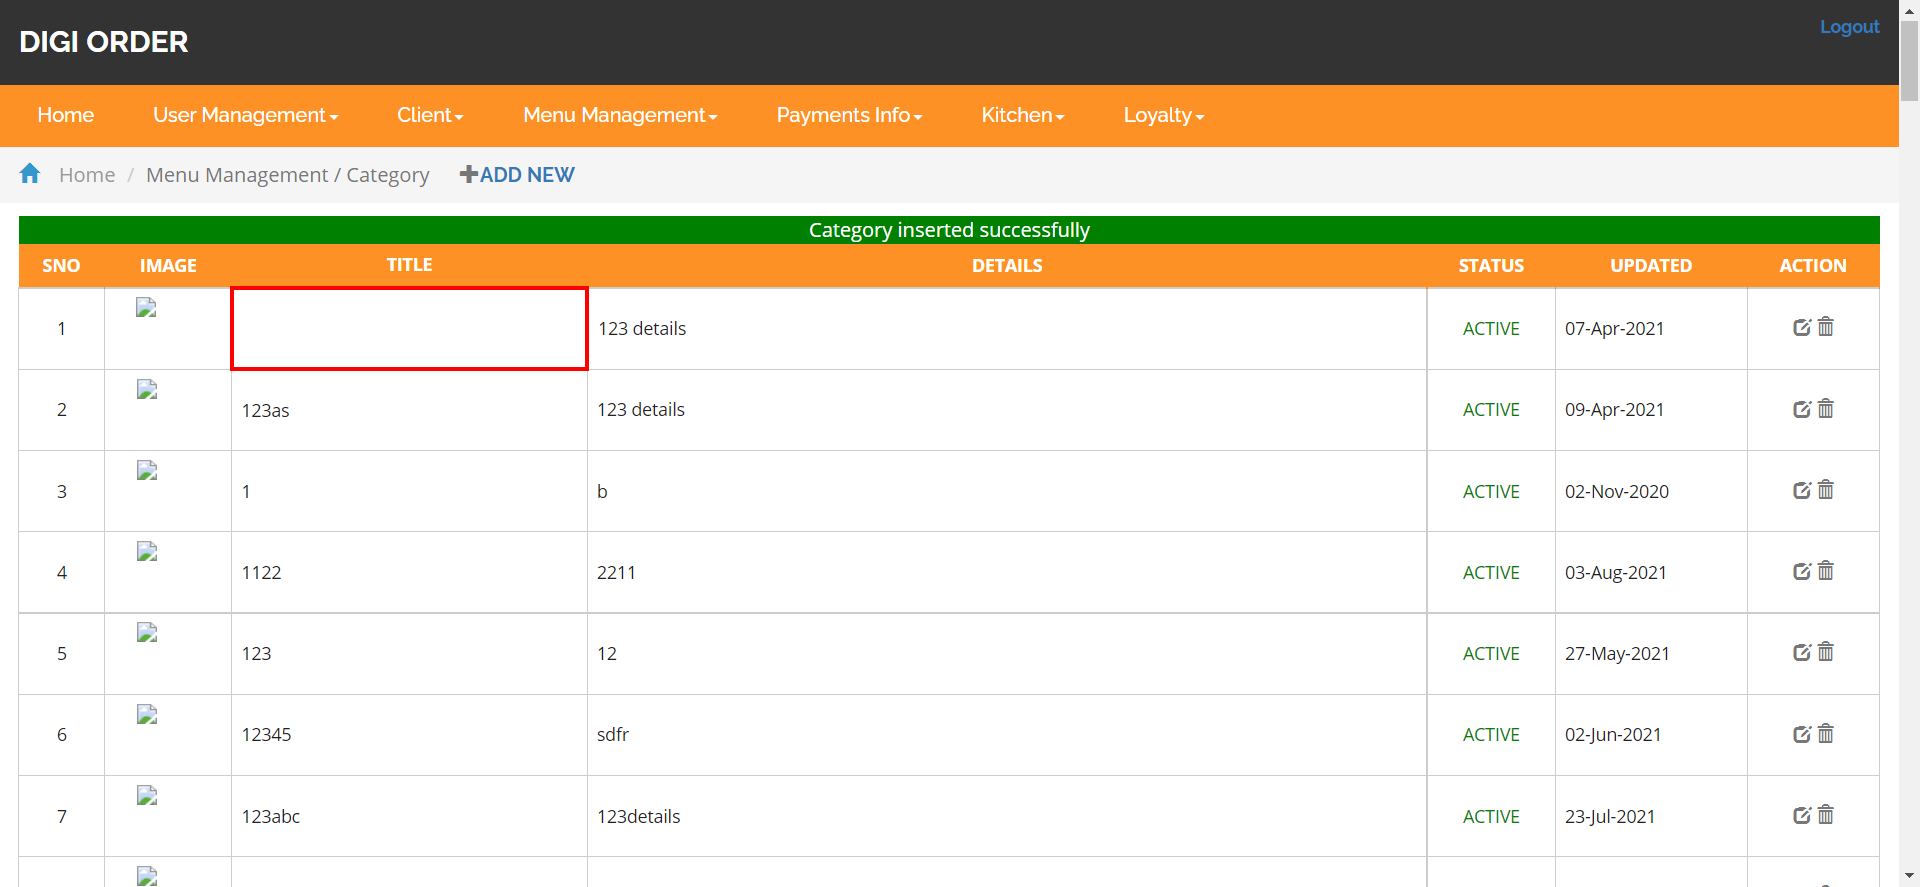 DIGI ORDER
Logout
Home User Management Client Menu Management Payments Info Kitchen Loyalty
Home / Menu Management / Category ADD NEW
Category inserted successfully
SNO IMAGE TITLE DETAILS STATUS UPDATED ACTION
1 123 details ACTIVE 07-Apr-2021
2 123as 123 details ACTIVE 09-Apr-2021
3 1 b ACTIVE 02-Nov-2020
4 1122 2211 ACTIVE 03-Aug-2021
5 123 12 ACTIVE 27-May-2021
6 12345 sdfr ACTIVE 02-Jun-2021
7 123abc 123details ACTIVE 23-Jul-2021